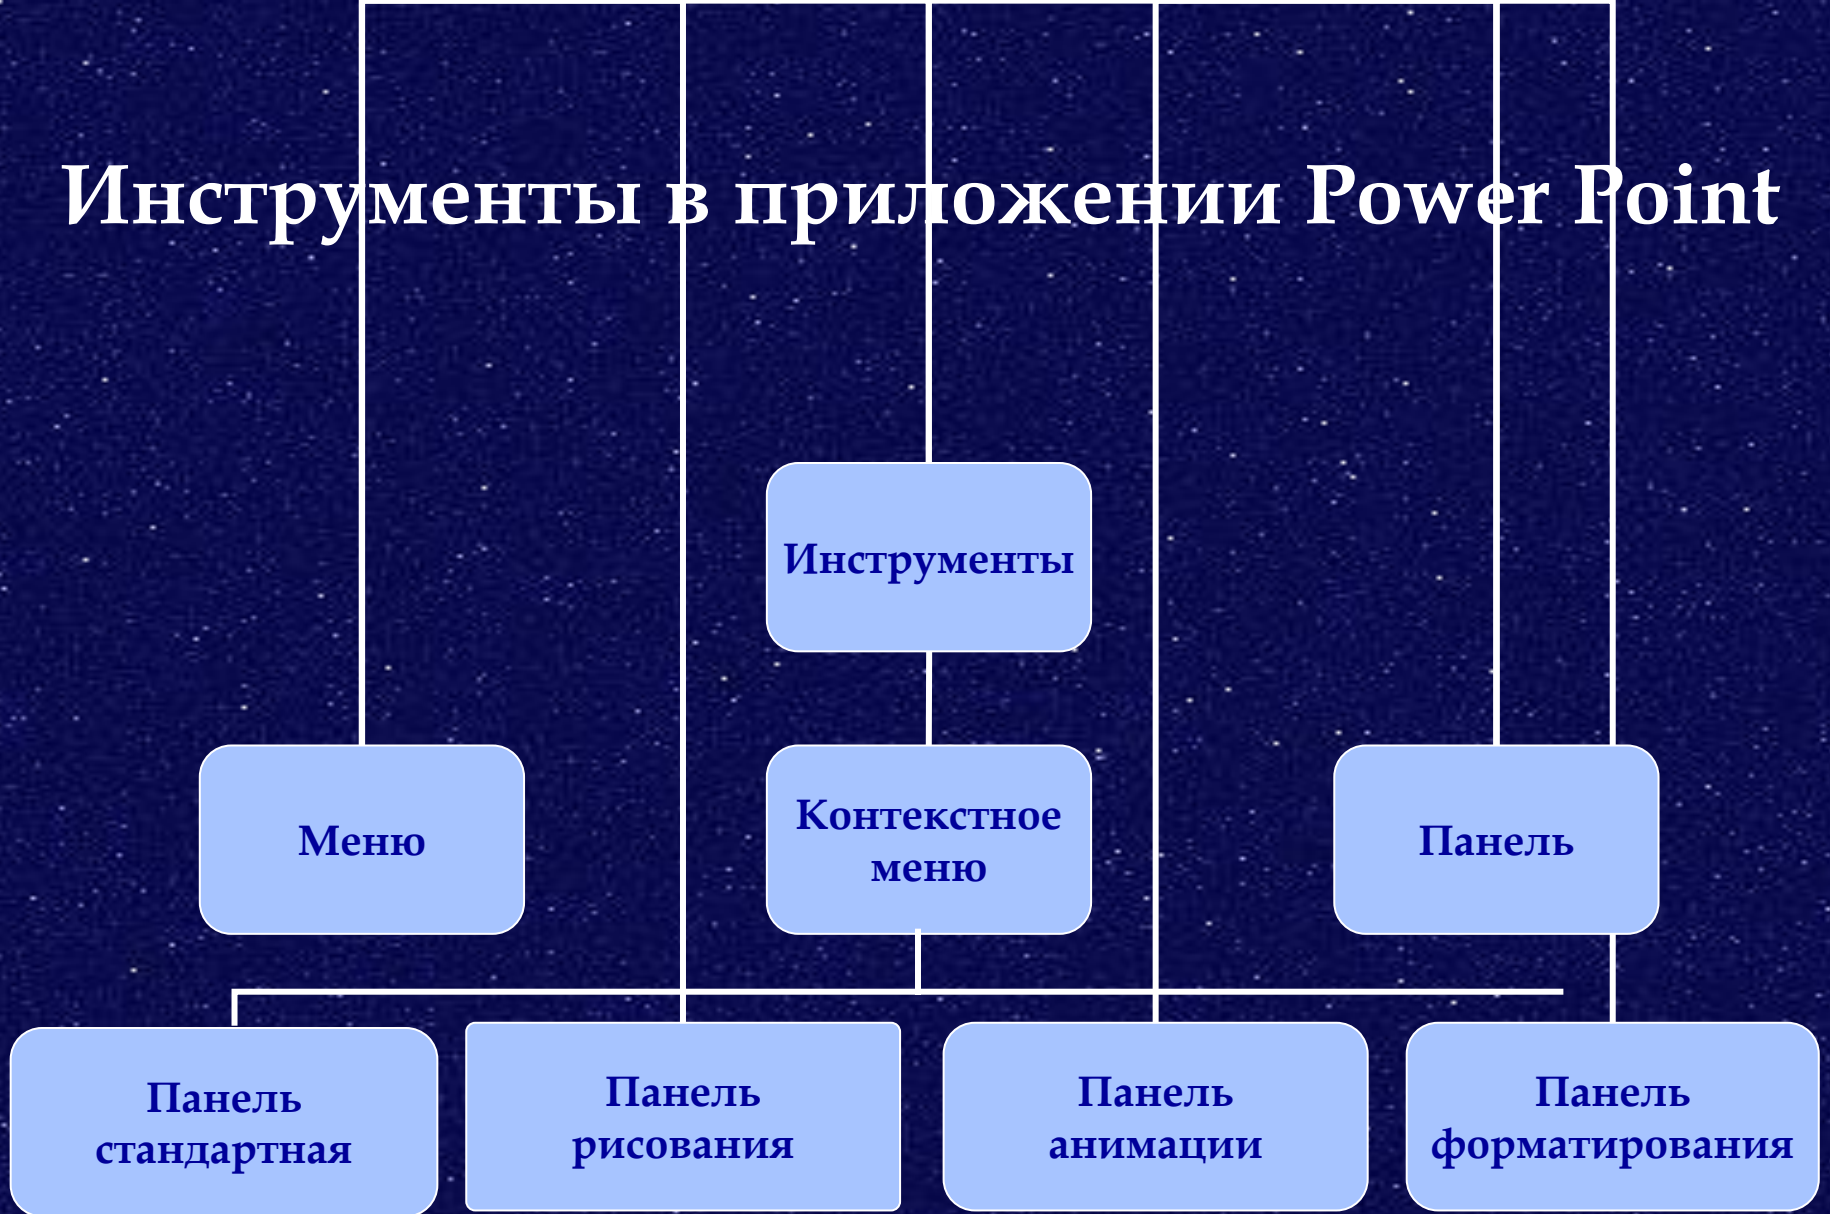 Инструменты в приложении Power Point
Инструменты
Меню
Контекстное
меню
Панель
Панель
стандартная
Панель
рисования
Панель
анимации
Панель
форматирования